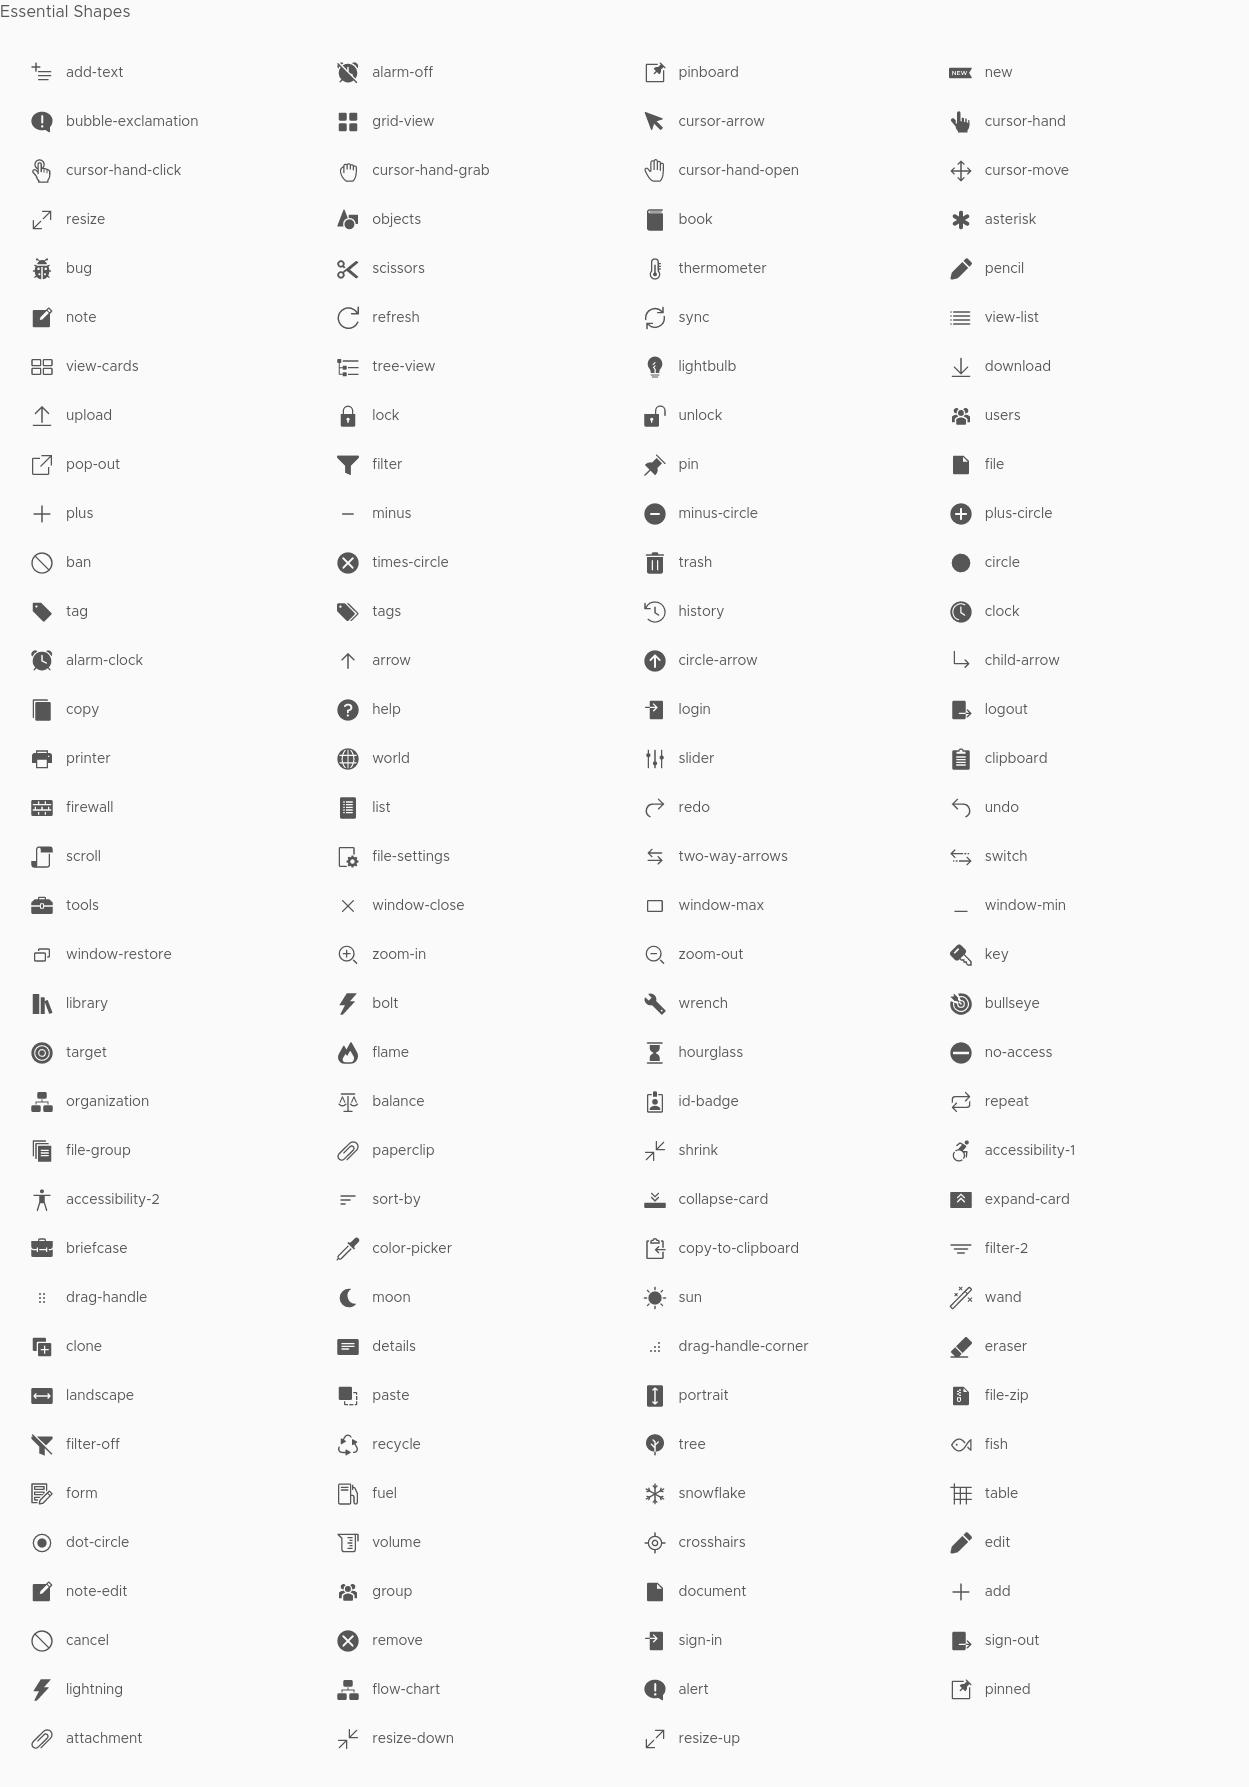 Essential Shapes
add-text alarm-off pinboard NEW new
bubble-exclamation grid-view cursor-arrow cursor-hand
cursor-hand-click cursor-hand-grab cursor-hand-open cursor-move
resize objects book asterisk
bug scissors thermometer pencil
note refresh sync view-list
view-cards tree-view lightbulb download
upload lock unlock users
pop-out filter pin file
plus minus minus-circle plus-circle
ban times-circle trash circle
tag tags history clock
alarm-clock arrow circle-arrow child-arrow
copy help login logout
printer world slider clipboard
firewall list redo undo
scroll file-settings two-way-arrows switch
tools window-close window-max window-min
window-restore zoom-in zoom-out key
library bolt wrench bullseye
target flame hourglass no-access
organization balance id-badge repeat
file-group paperclip shrink accessibility-1
accessibility-2 sort-by collapse-card expand-card
briefcase color-picker copy-to-clipboard filter-2
drag-handle moon sun wand
clone details drag-handle-corner eraser
landscape paste portrait file-zip
filter-off recycle tree fish
form fuel snowflake table
dot-circle volume crosshairs edit
note-edit group document add
cancel remove sign-in sign-out
lightning flow-chart alert pinned
attachment resize-down resize-up